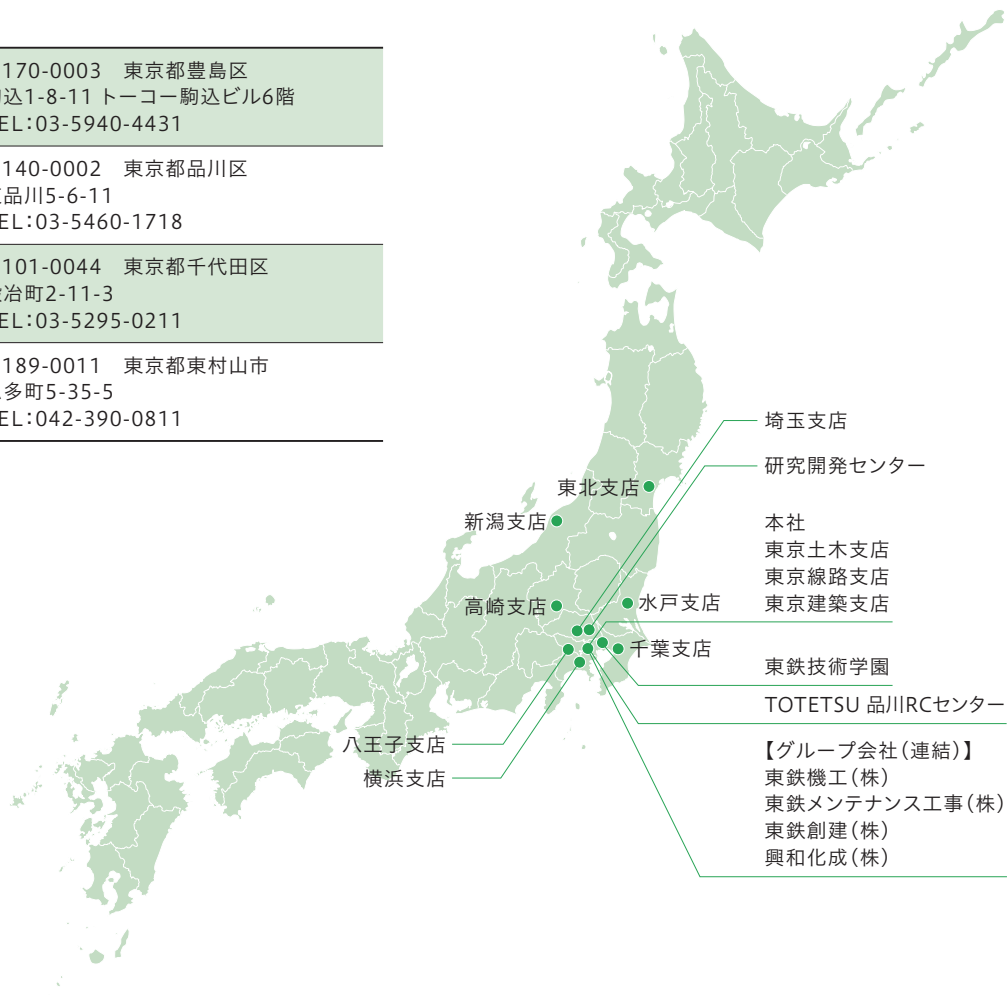 170-0003　東京都豊島区
込1-8-11 トーコー駒込ビル6階
EL：03-5940-4431
140-0002　東京都品川区
品川5-6-11
EL：03-5460-1718
101-0044　東京都千代田区
冶町2-11-3
EL：03-5295-0211
189-0011　東京都東村山市
多町5-35-5
EL：042-390-0811
埼玉支店
研究開発センター
東北支店
新潟支店
本社
東京土木支店
東京線路支店
東京建築支店
高崎支店
水戸支店
千葉支店
東鉄技術学園
TOTETSU 品川RCセンター
八王子支店
横浜支店
【グループ会社（連結）】
東鉄機工（株）
東鉄メンテナンス工事（株）
東鉄創建（株）
興和化成（株）